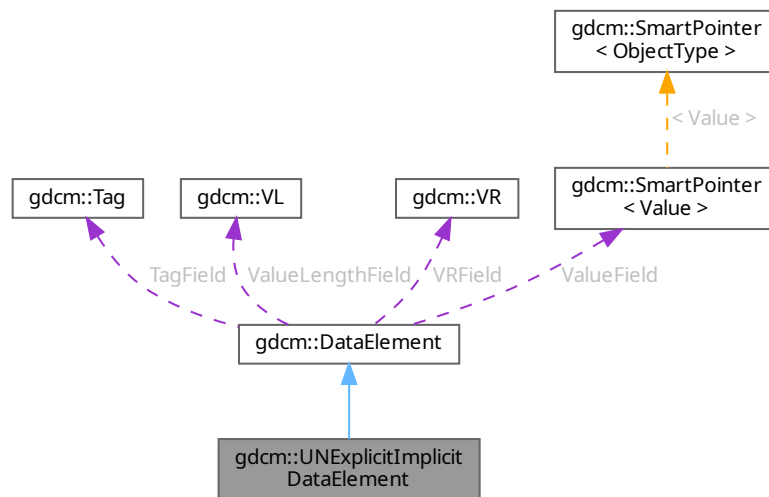 gdcm::SmartPointer
< ObjectType >
< Value >
gdcm::Tag
gdcm::VL
gdcm::VR
gdcm::SmartPointer
< Value >
TagField
ValueLengthField
VRField
ValueField
gdcm::DataElement
gdcm::UNExplicitImplicit
DataElement